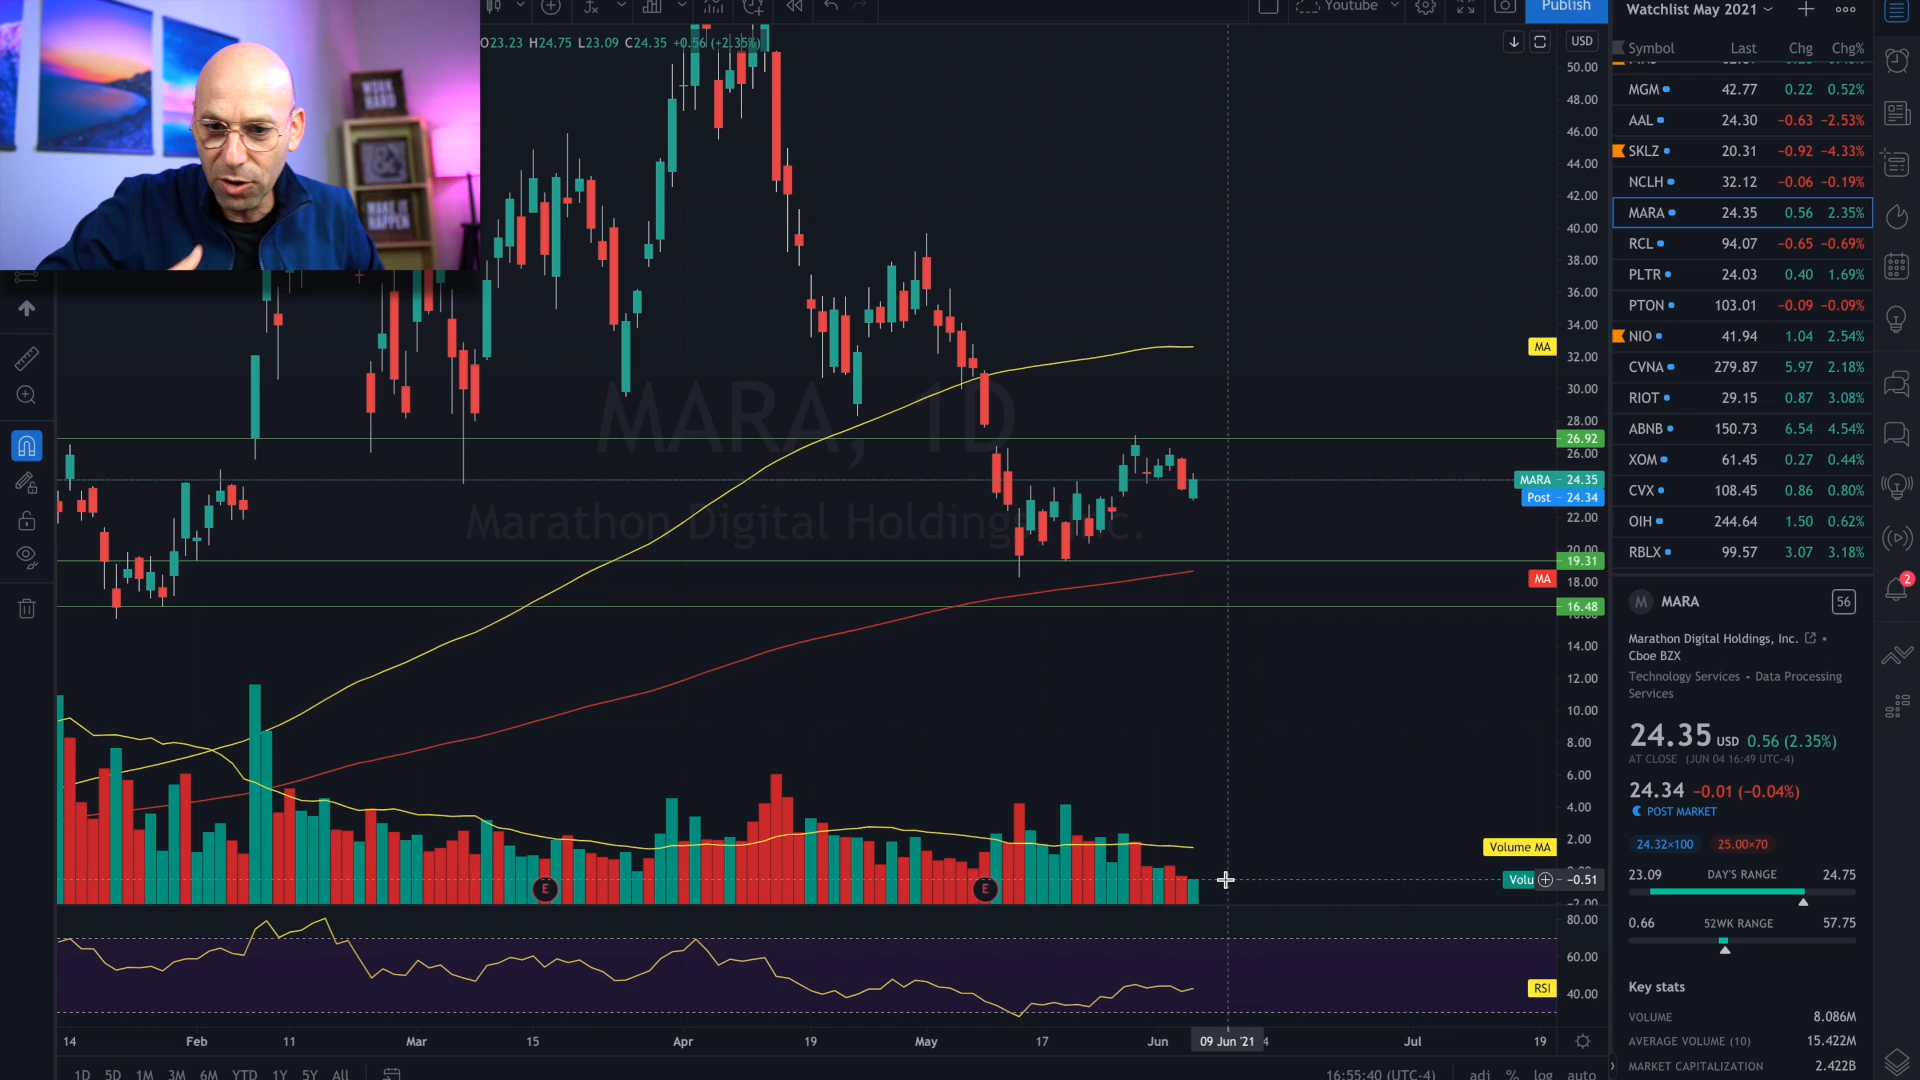 Youtube
Publish
Watchlist May 2021
WORK HARD
MAKE IT HAPPEN
O23.23 H24.75 L23.09 C24.35 +0.56 (+2.35%)
USD
Symbol Last Chg Chg%
MGM 42.77 0.22 0.52%
AAL 24.30 −0.63 −2.53%
SKLZ 20.31 −0.92 −4.33%
NCLH 32.12 −0.06 −0.19%
MARA 24.35 0.56 2.35%
RCL 94.07 −0.65 −0.69%
PLTR 24.03 0.40 1.69%
PTON 103.01 −0.09 −0.09%
NIO 41.94 1.04 2.54%
CVNA 279.87 5.97 2.18%
RIOT 29.15 0.87 3.08%
ABNB 150.73 6.54 4.54%
XOM 61.45 0.27 0.44%
CVX 108.45 0.86 0.80%
OIH 244.64 1.50 0.62%
RBLX 99.57 3.07 3.18%
50.00
48.00
46.00
44.00
42.00
40.00
38.00
36.00
34.00
MA
32.00
30.00
28.00
26.92
26.00
MARA 24.35
Post 24.34
22.00
20.00
19.31
MA
18.00
16.48
16.00
14.00
12.00
10.00
8.00
6.00
4.00
2.00
Volume MA
Volu −0.51
−2.00
80.00
60.00
RSI
40.00
MARA, 1D
Marathon Digital Holdings, Inc.
E
E
14 Feb 11 Mar 15 Apr 19 May 17 Jun 09 Jun '21 4 Jul 19
1D 5D 1M 3M 6M YTD 1Y 5Y All
16:55:40 (UTC-4) adj % log auto
2
M MARA 56
Marathon Digital Holdings, Inc.
Cboe BZX
Technology Services • Data Processing
Services
24.35 USD 0.56 (2.35%)
AT CLOSE (JUN 04 16:49 UTC-4)
24.34 −0.01 (−0.04%)
POST MARKET
24.32×100 25.00×70
23.09 DAY'S RANGE 24.75
0.66 52WK RANGE 57.75
Key stats
VOLUME 8.086M
AVERAGE VOLUME (10) 15.422M
MARKET CAPITALIZATION 2.422B